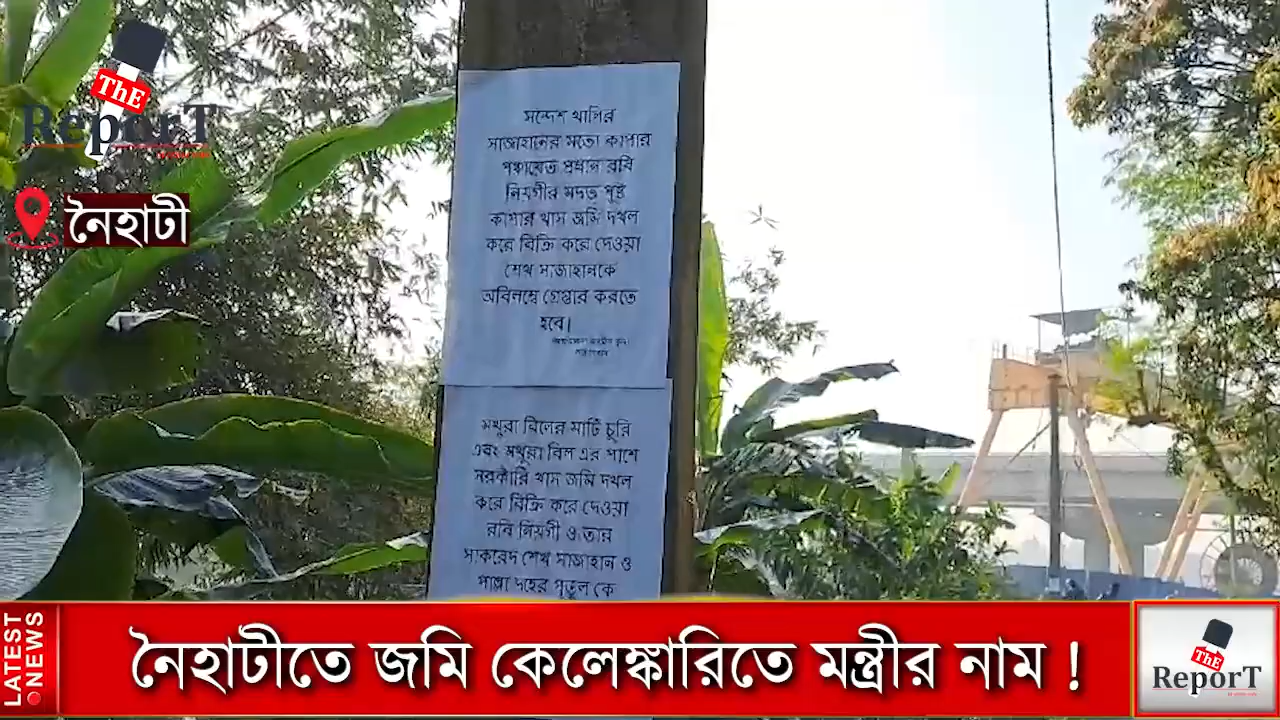 ThE
ReporT
নৈহাটী
সন্দেশ খালির
সাজাহানের মতো কাপার
পঞ্চায়েত প্রধান রবি
নিয়গীর মদত পুষ্ট
কাপার খাস জমি দখল
করে বিক্রি করে দেওয়া
শেখ সাজাহানকে
অবিলম্বে গ্রেপ্তার করতে
হবে।
মথুরা বিলের মাটি চুরি
এবং মথুরা বিল এর পাশে
সরকারি খাস জমি দখল
করে বিক্রি করে দেওয়া
রবি নিয়গী ও তার
সাকরেদ শেখ সাজাহান ও
পাল্লা দহের পুতুল কে
LATEST
NEWS
নৈহাটীতে জমি কেলেঙ্কারিতে মন্ত্রীর নাম !
ThE
ReporT